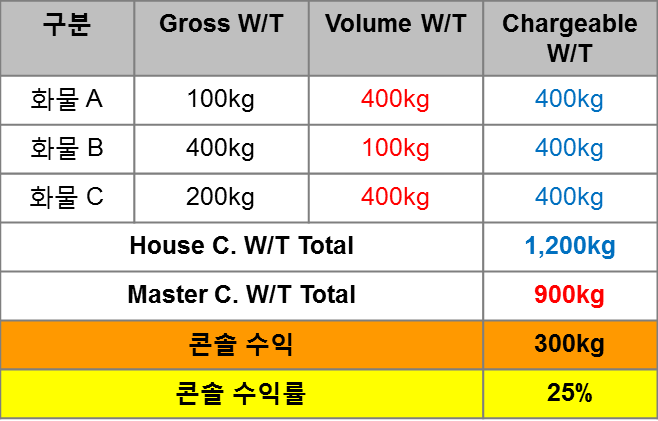 구분 Gross W/T Volume W/T Chargeable
W/T
화물 A 100kg 400kg 400kg
화물 B 400kg 100kg 400kg
화물 C 200kg 400kg 400kg
House C. W/T Total 1,200kg
Master C. W/T Total 900kg
콘솔 수익 300kg
콘솔 수익률 25%